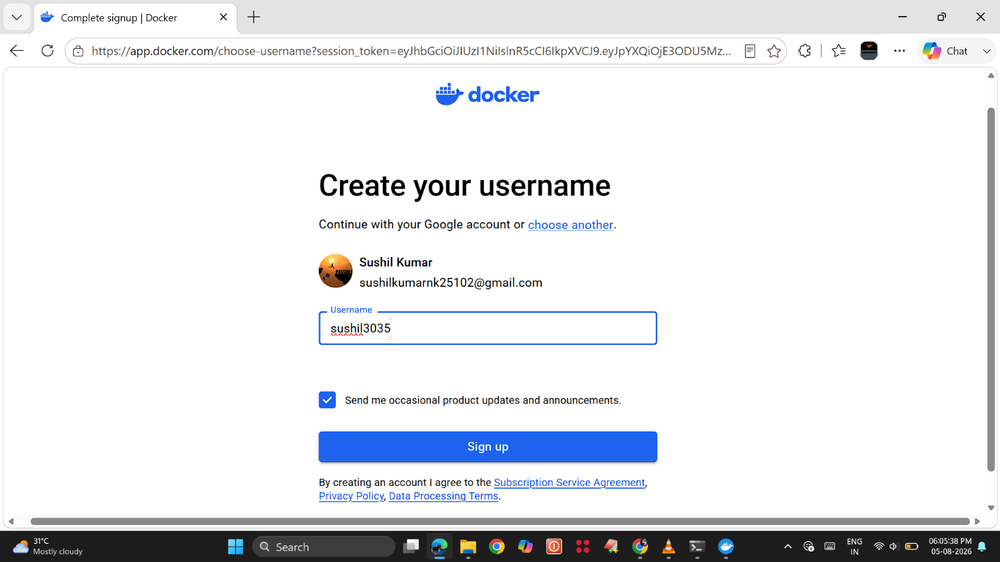 Complete signup | Docker
https://app.docker.com/choose-username?session_token=eyJhbGciOiJIUzI1NiIsInR5cCI6IkpXVCJ9.eyJpYXQiOjE3ODU5Mz...
Chat
docker
Create your username
Continue with your Google account or choose another.
Sushil Kumar
sushilkumarnk25102@gmail.com
Username
sushil3035
Send me occasional product updates and announcements.
Sign up
By creating an account I agree to the Subscription Service Agreement,
Privacy Policy, Data Processing Terms.
31°C
Mostly cloudy
Search
ENG
IN
06:05:38 PM
05-08-2026